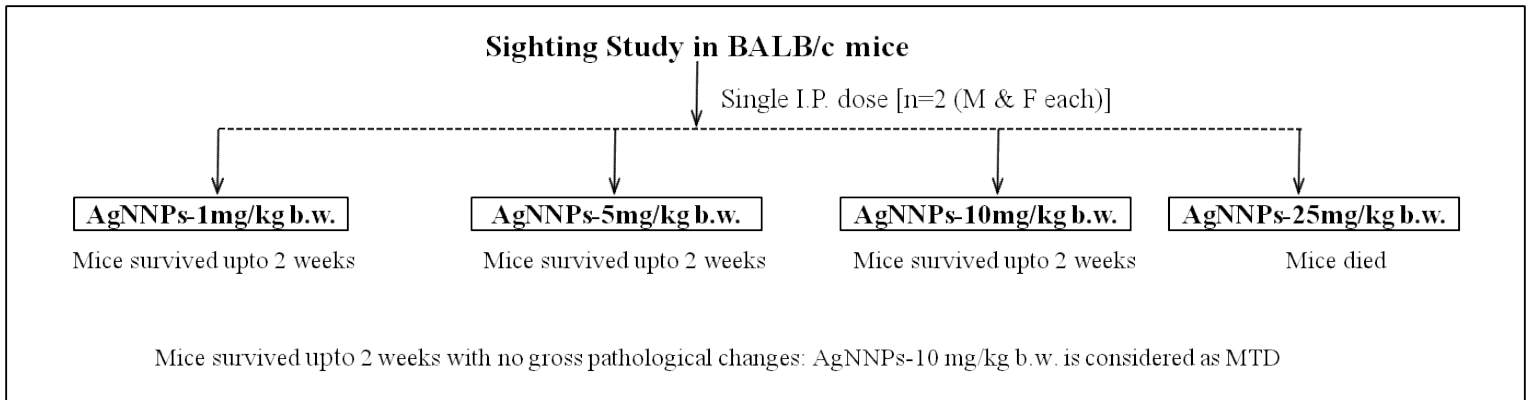 Sighting Study in BALB/c mice
Single I.P. dose [n=2 (M & F each)]
AgNNPs-1mg/kg b.w.
AgNNPs-5mg/kg b.w.
AgNNPs-10mg/kg b.w.
AgNNPs-25mg/kg b.w.
Mice survived upto 2 weeks
Mice survived upto 2 weeks
Mice survived upto 2 weeks
Mice died
Mice survived upto 2 weeks with no gross pathological changes: AgNNPs-10 mg/kg b.w. is considered as MTD